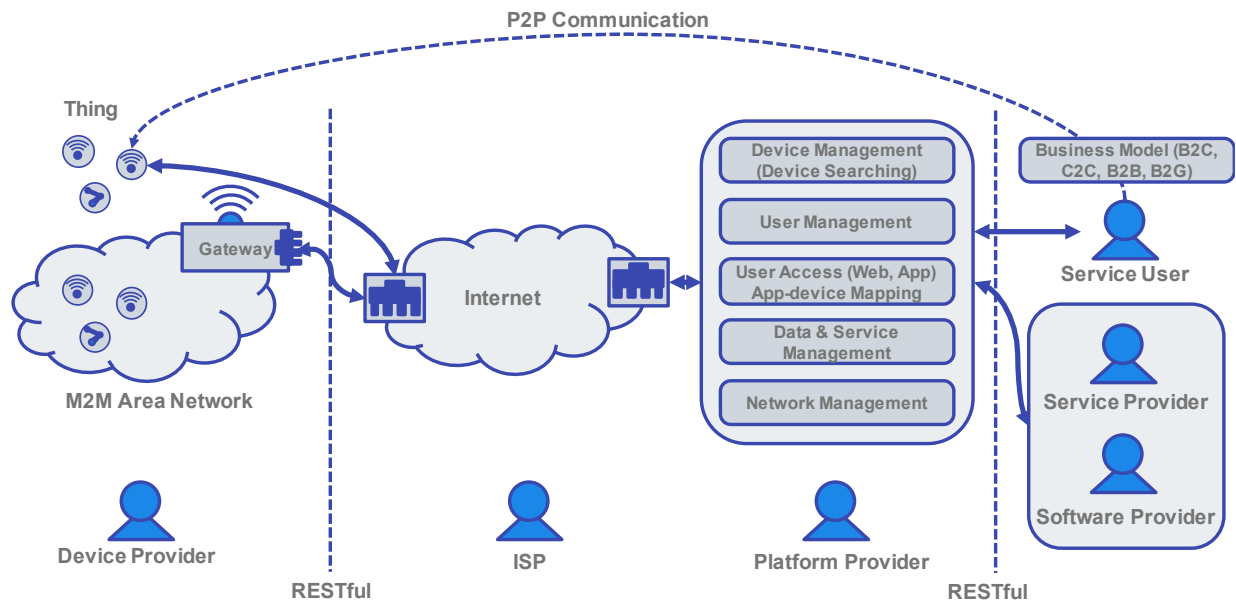 P2P Communication
Thing
Gateway
M2M Area Network
Internet
Device Management
(Device Searching)
User Management
User Access (Web, App)
App-device Mapping
Data & Service
Management
Network Management
Business Model (B2C,
C2C, B2B, B2G)
Service User
Service Provider
Software Provider
Device Provider
ISP
Platform Provider
RESTful
RESTful